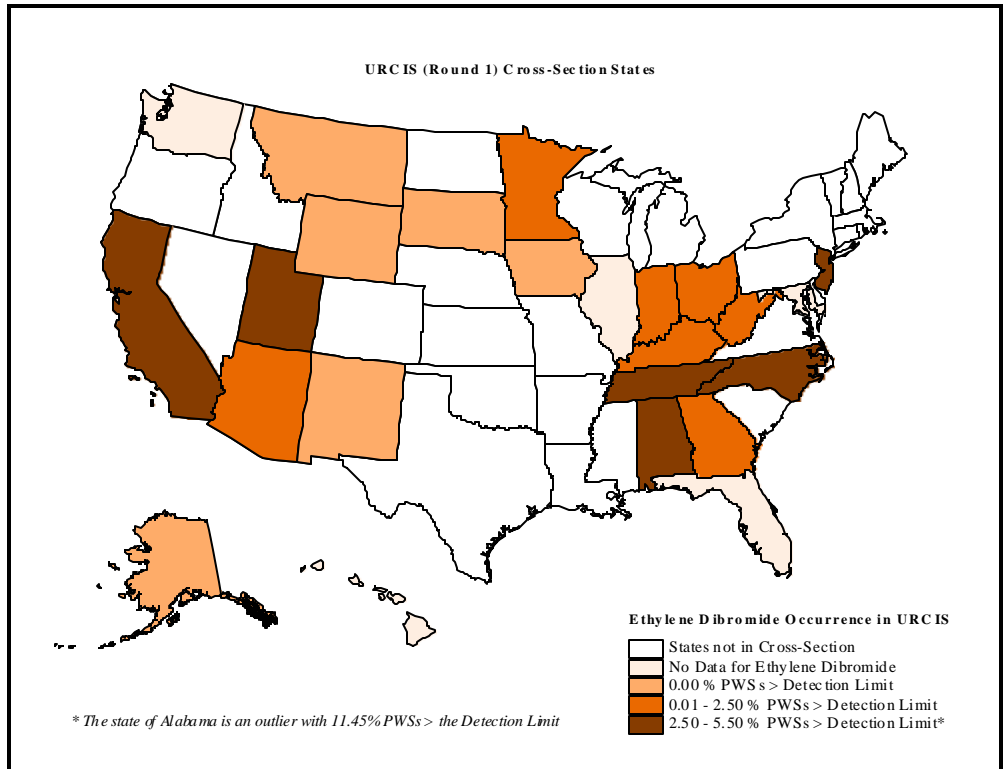 URCIS (Round 1) Cross-Section States
Ethylene Dibromide Occurrence in URCIS
States not in Cross-Section
No Data for Ethylene Dibromide
0.00 % PWSs > Detection Limit
0.01 - 2.50 % PWSs > Detection Limit
2.50 - 5.50 % PWSs > Detection Limit*
* The state of Alabama is an outlier with 11.45% PWSs > the Detection Limit